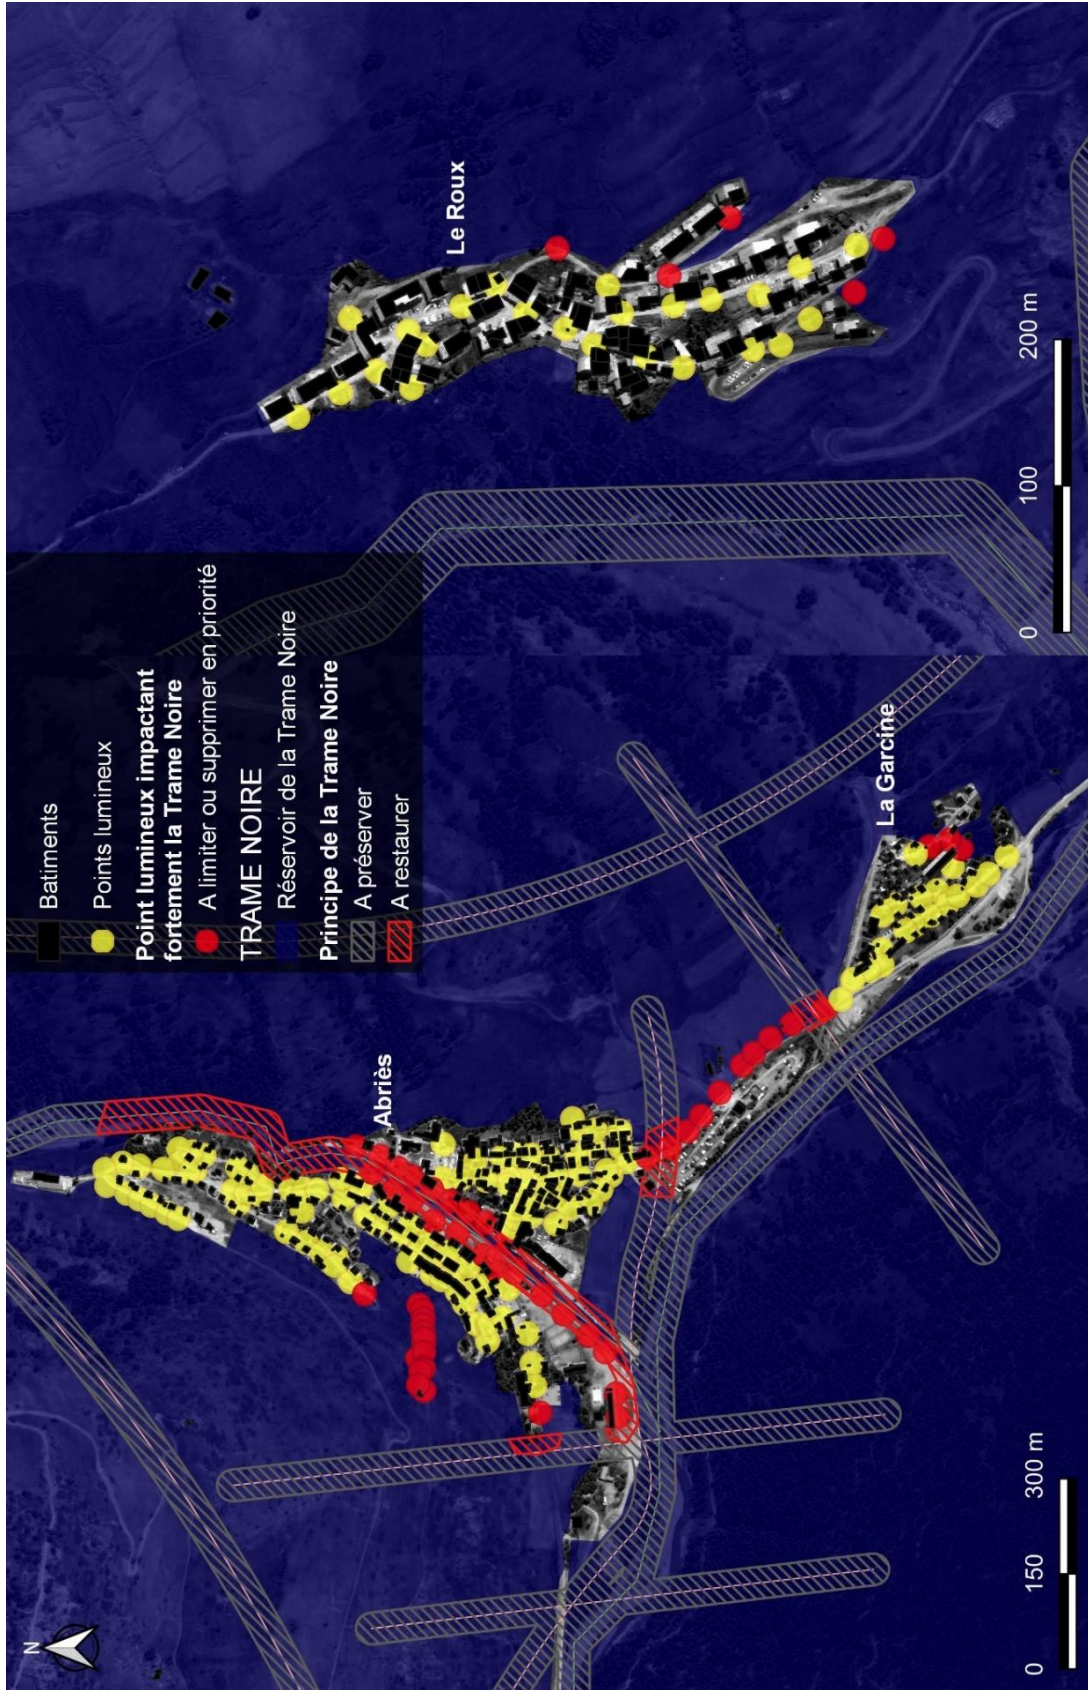 Batiments
Points lumineux
Point lumineux impactant
fortement la Trame Noire
A limiter ou supprimer en priorité
TRAME NOIRE
Réservoir de la Trame Noire
Principe de la Trame Noire
A préserver
A restaurer
N
Abriès
La Garcine
Le Roux
0 150 300 m
0 100 200 m